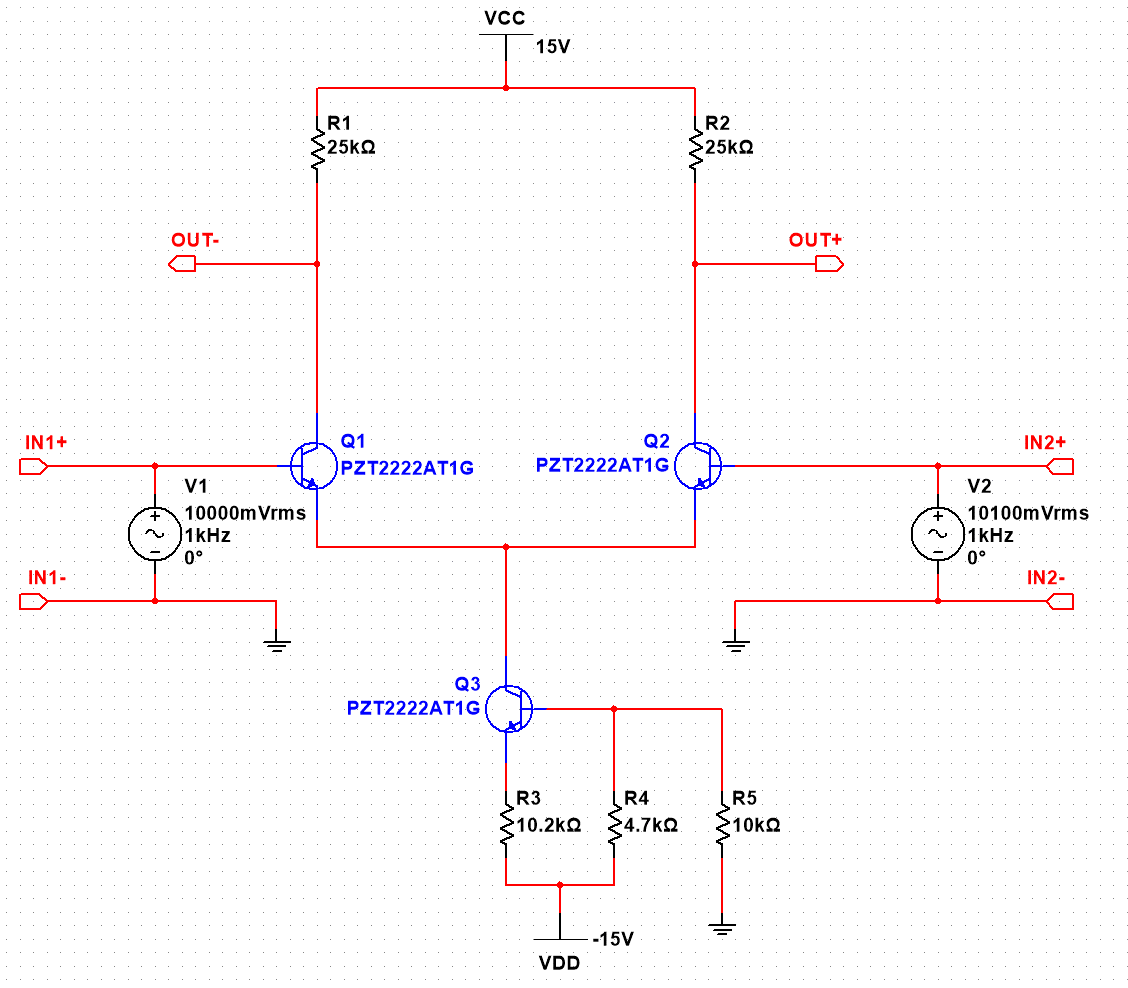 VCC
15V
R1
25kΩ
R2
25kΩ
OUT-
OUT+
IN1+
Q1
PZT2222AT1G
Q2
PZT2222AT1G
IN2+
V1
10000mVrms
1kHz
0°
V2
10100mVrms
1kHz
0°
IN1-
IN2-
Q3
PZT2222AT1G
R3
10.2kΩ
R4
4.7kΩ
R5
10kΩ
-15V
VDD